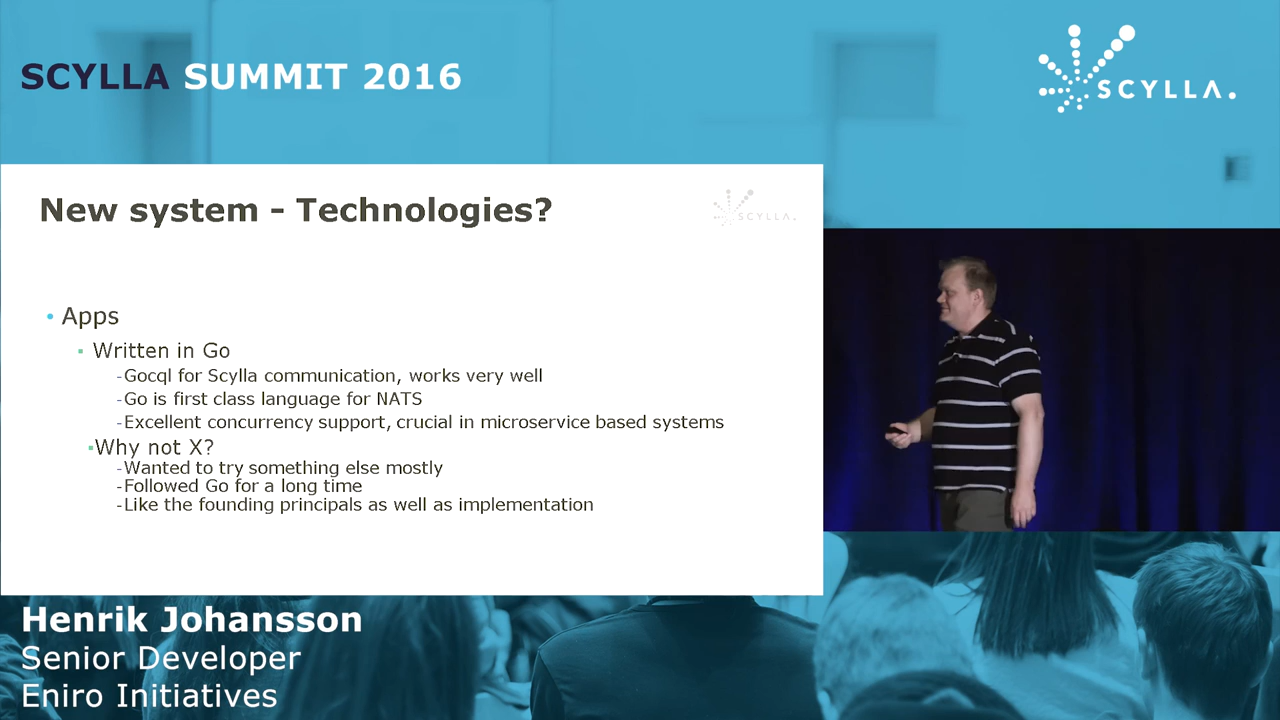 SCYLLA SUMMIT 2016
SCYLLA.
New system - Technologies?
SCYLLA.
• Apps
▪ Written in Go
-Gocql for Scylla communication, works very well
-Go is first class language for NATS
-Excellent concurrency support, crucial in microservice based systems
▪Why not X?
-Wanted to try something else mostly
-Followed Go for a long time
-Like the founding principals as well as implementation
Henrik Johansson
Senior Developer
Eniro Initiatives